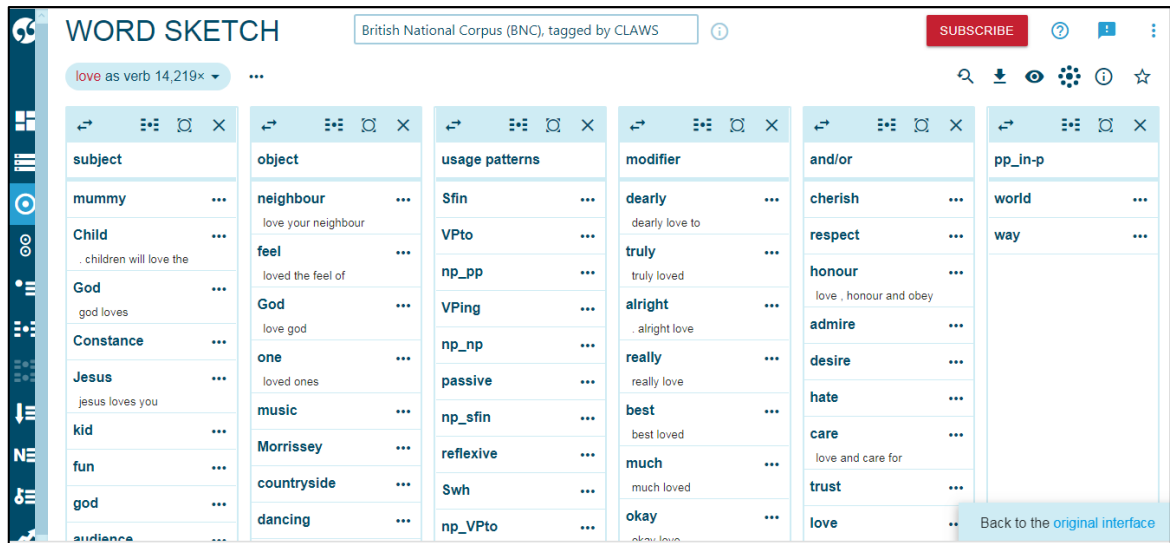 WORD SKETCH
British National Corpus (BNC), tagged by CLAWS
SUBSCRIBE
love as verb 14,219×
subject
mummy
Child
. children will love the
God
god loves
Constance
Jesus
jesus loves you
kid
fun
god
audience
object
neighbour
love your neighbour
feel
loved the feel of
God
love god
one
loved ones
music
Morrissey
countryside
dancing
usage patterns
Sfin
VPto
np_pp
VPing
np_np
passive
np_sfin
reflexive
Swh
np_VPto
modifier
dearly
dearly love to
truly
truly loved
alright
. alright love
really
really love
best
best loved
much
much loved
okay
okay love
and/or
cherish
respect
honour
love , honour and obey
admire
desire
hate
care
love and care for
trust
love
pp_in-p
world
way
Back to the original interface